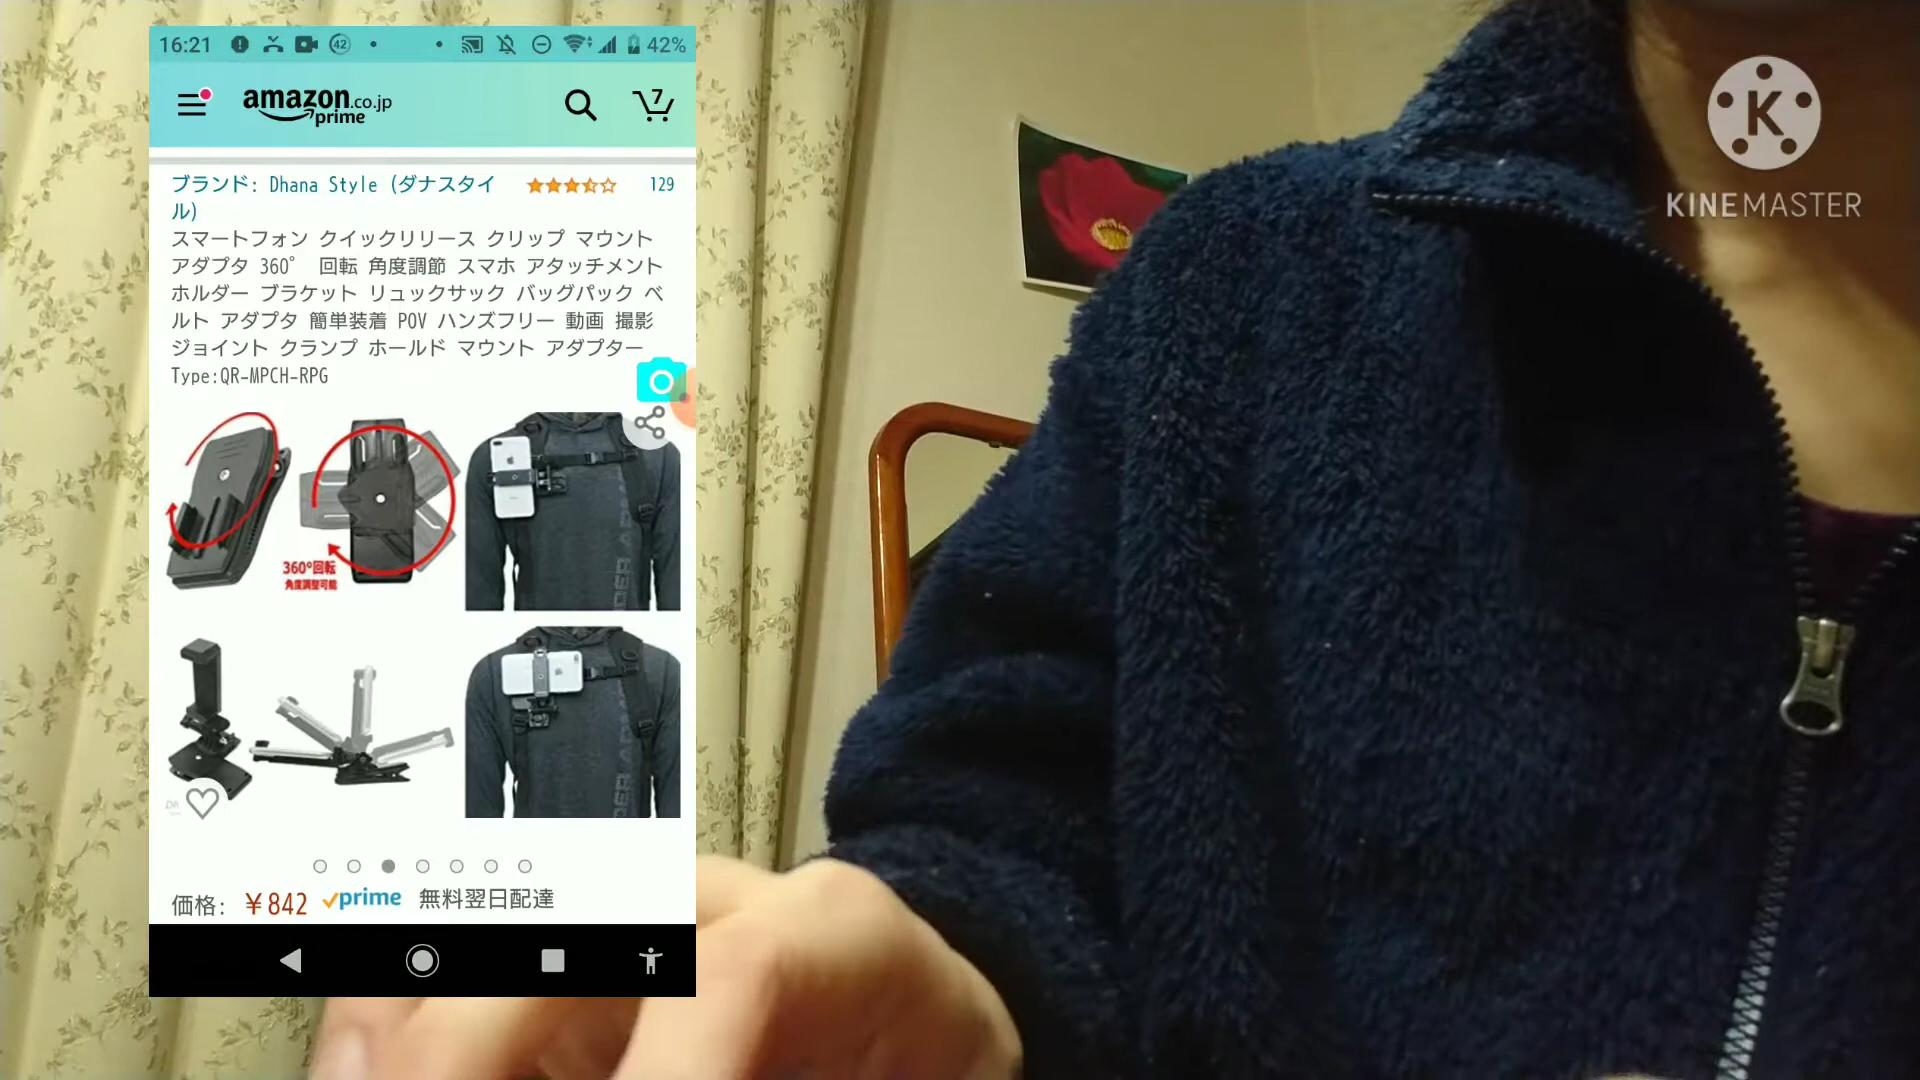 16:21
42
42%
amazon.co.jp
prime
7
ブランド: Dhana Style (ダナスタイ
ル)
129
スマートフォン クイックリリース クリップ マウント
アダプタ 360° 回転 角度調節 スマホ アタッチメント
ホルダー ブラケット リュックサック バッグパック ベ
ルト アダプタ 簡単装着 POV ハンズフリー 動画 撮影
ジョイント クランプ ホールド マウント アダプター
Type:QR-MPCH-RPG
360°回転
角度調整可能
価格: ￥842 prime 無料翌日配達
K
KINEMASTER